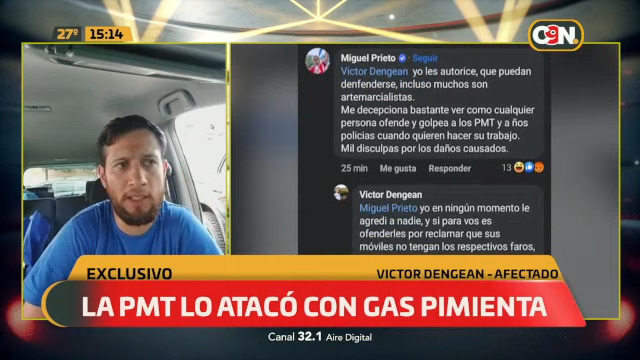 27º 15:14
C9N.
Miguel Prieto · Seguir
Victor Dengean yo les autorice, que puedan
denfenderse, incluso muchos son
artemarcialistas.
Me decepciona bastante ver como cualquier
persona ofende y golpea a los PMT y a ños
policias cuando quieren hacer su trabajo.
Mil disculpas por los daños causados.
25 min Me gusta Responder 13
Victor Dengean
Miguel Prieto yo en ningún momento le
agredi a nadie, y si para vos es
ofenderles por reclamar que sus
móviles no tengan los respectivos faros,
EXCLUSIVO
VICTOR DENGEAN - AFECTADO
LA PMT LO ATACÓ CON GAS PIMIENTA
Canal 32.1 Aire Digital